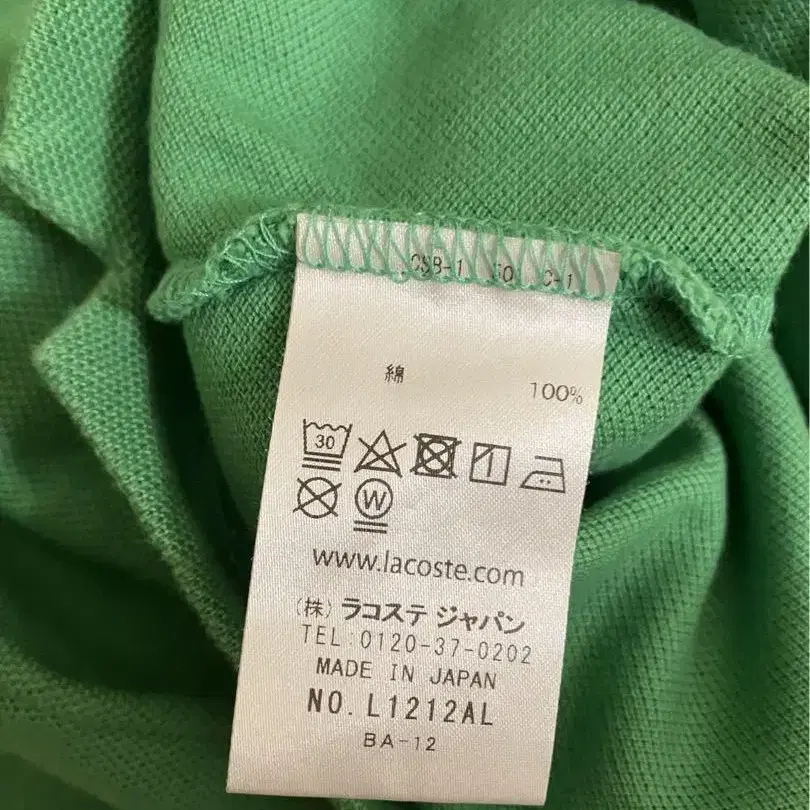 綿 100%
30
W
www.lacoste.com
(株) ラコステ ジャパン
TEL:0120-37-0202
MADE IN JAPAN
NO. L1212AL
BA-12